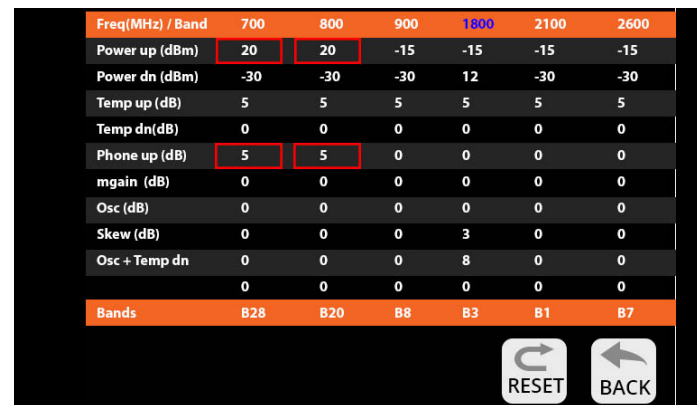 Freq(MHz) / Band 700 800 900 1800 2100 2600
Power up (dBm) 20 20 -15 -15 -15 -15
Power dn (dBm) -30 -30 -30 12 -30 -30
Temp up (dB) 5 5 5 5 5 5
Temp dn(dB) 0 0 0 0 0 0
Phone up (dB) 5 5 0 0 0 0
mgain (dB) 0 0 0 0 0 0
Osc (dB) 0 0 0 0 0 0
Skew (dB) 0 0 0 3 0 0
Osc + Temp dn 0 0 0 8 0 0
0 0 0 0 0 0
Bands B28 B20 B8 B3 B1 B7
RESET BACK